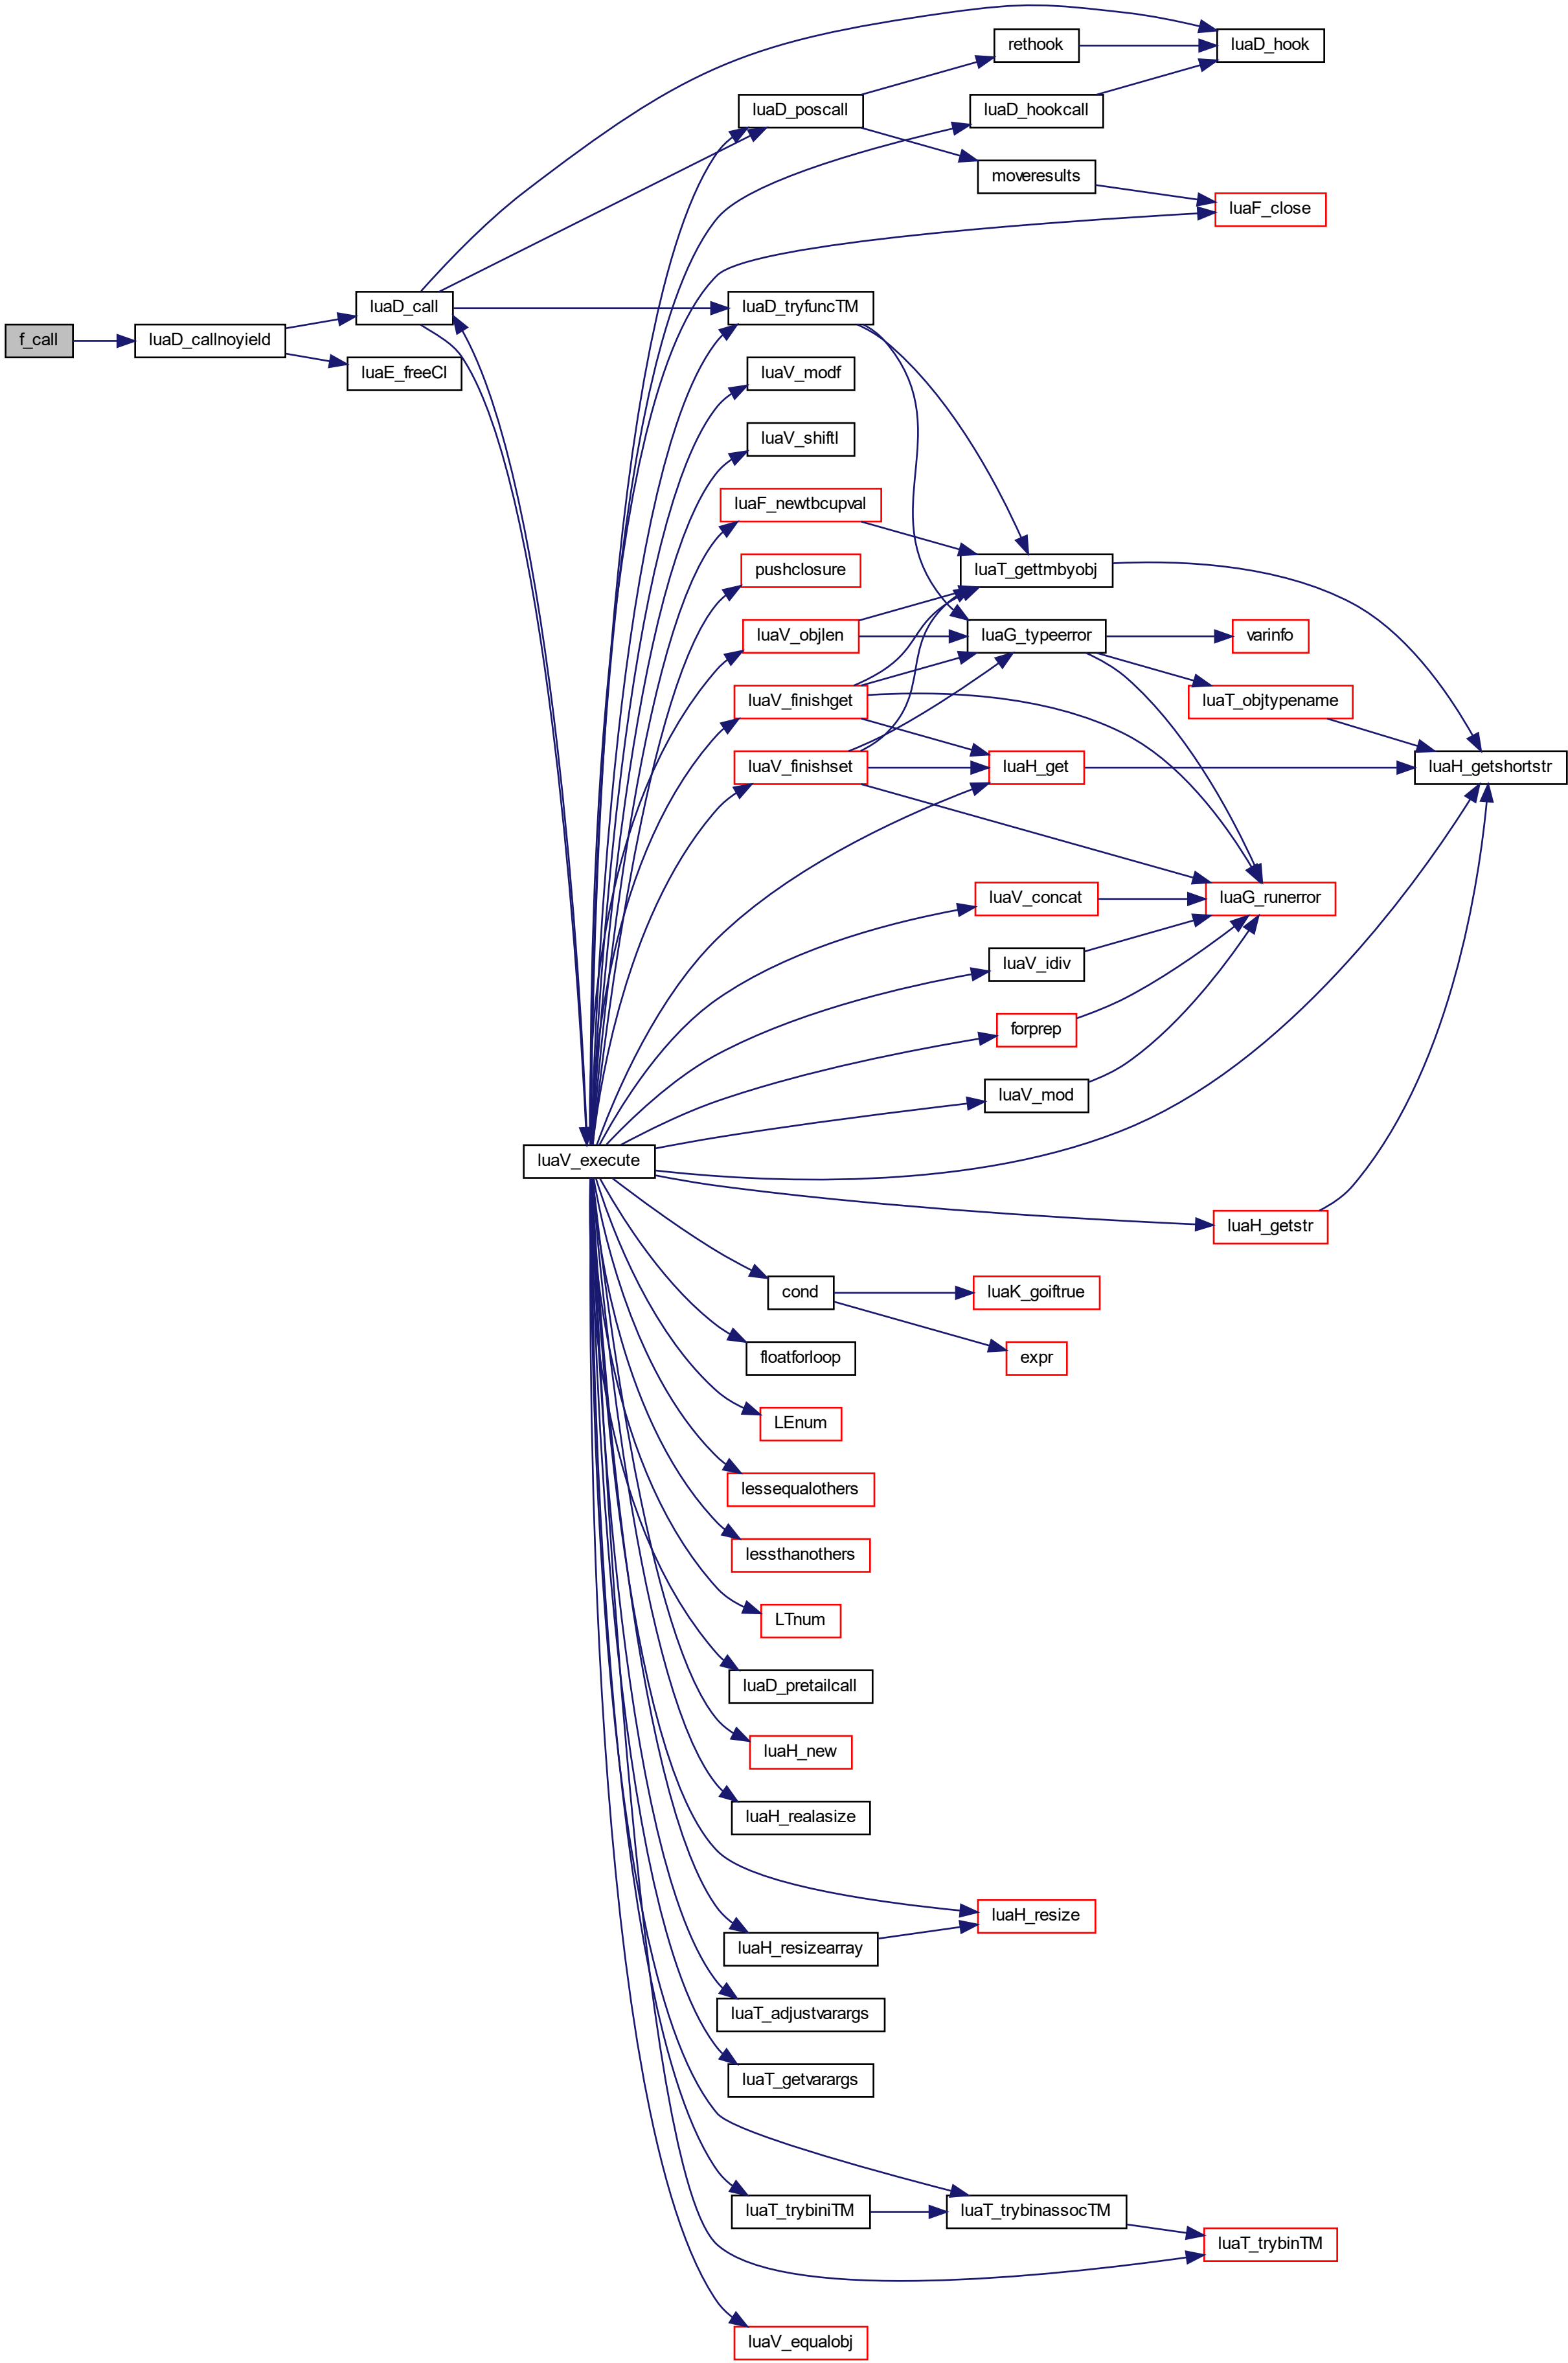 rethook
luaD_hook
luaD_poscall
luaD_hookcall
moveresults
luaF_close
luaD_call
luaD_tryfuncTM
f_call
luaD_callnoyield
luaE_freeCI
luaV_modf
luaV_shiftl
luaF_newtbcupval
pushclosure
luaT_gettmbyobj
luaV_objlen
luaG_typeerror
varinfo
luaV_finishget
luaT_objtypename
luaV_finishset
luaH_get
luaH_getshortstr
luaV_concat
luaG_runerror
luaV_idiv
forprep
luaV_mod
luaV_execute
luaH_getstr
cond
luaK_goiftrue
floatforloop
expr
LEnum
lessequalothers
lessthanothers
LTnum
luaD_pretailcall
luaH_new
luaH_realasize
luaH_resize
luaH_resizearray
luaT_adjustvarargs
luaT_getvarargs
luaT_trybiniTM
luaT_trybinassocTM
luaT_trybinTM
luaV_equalobj